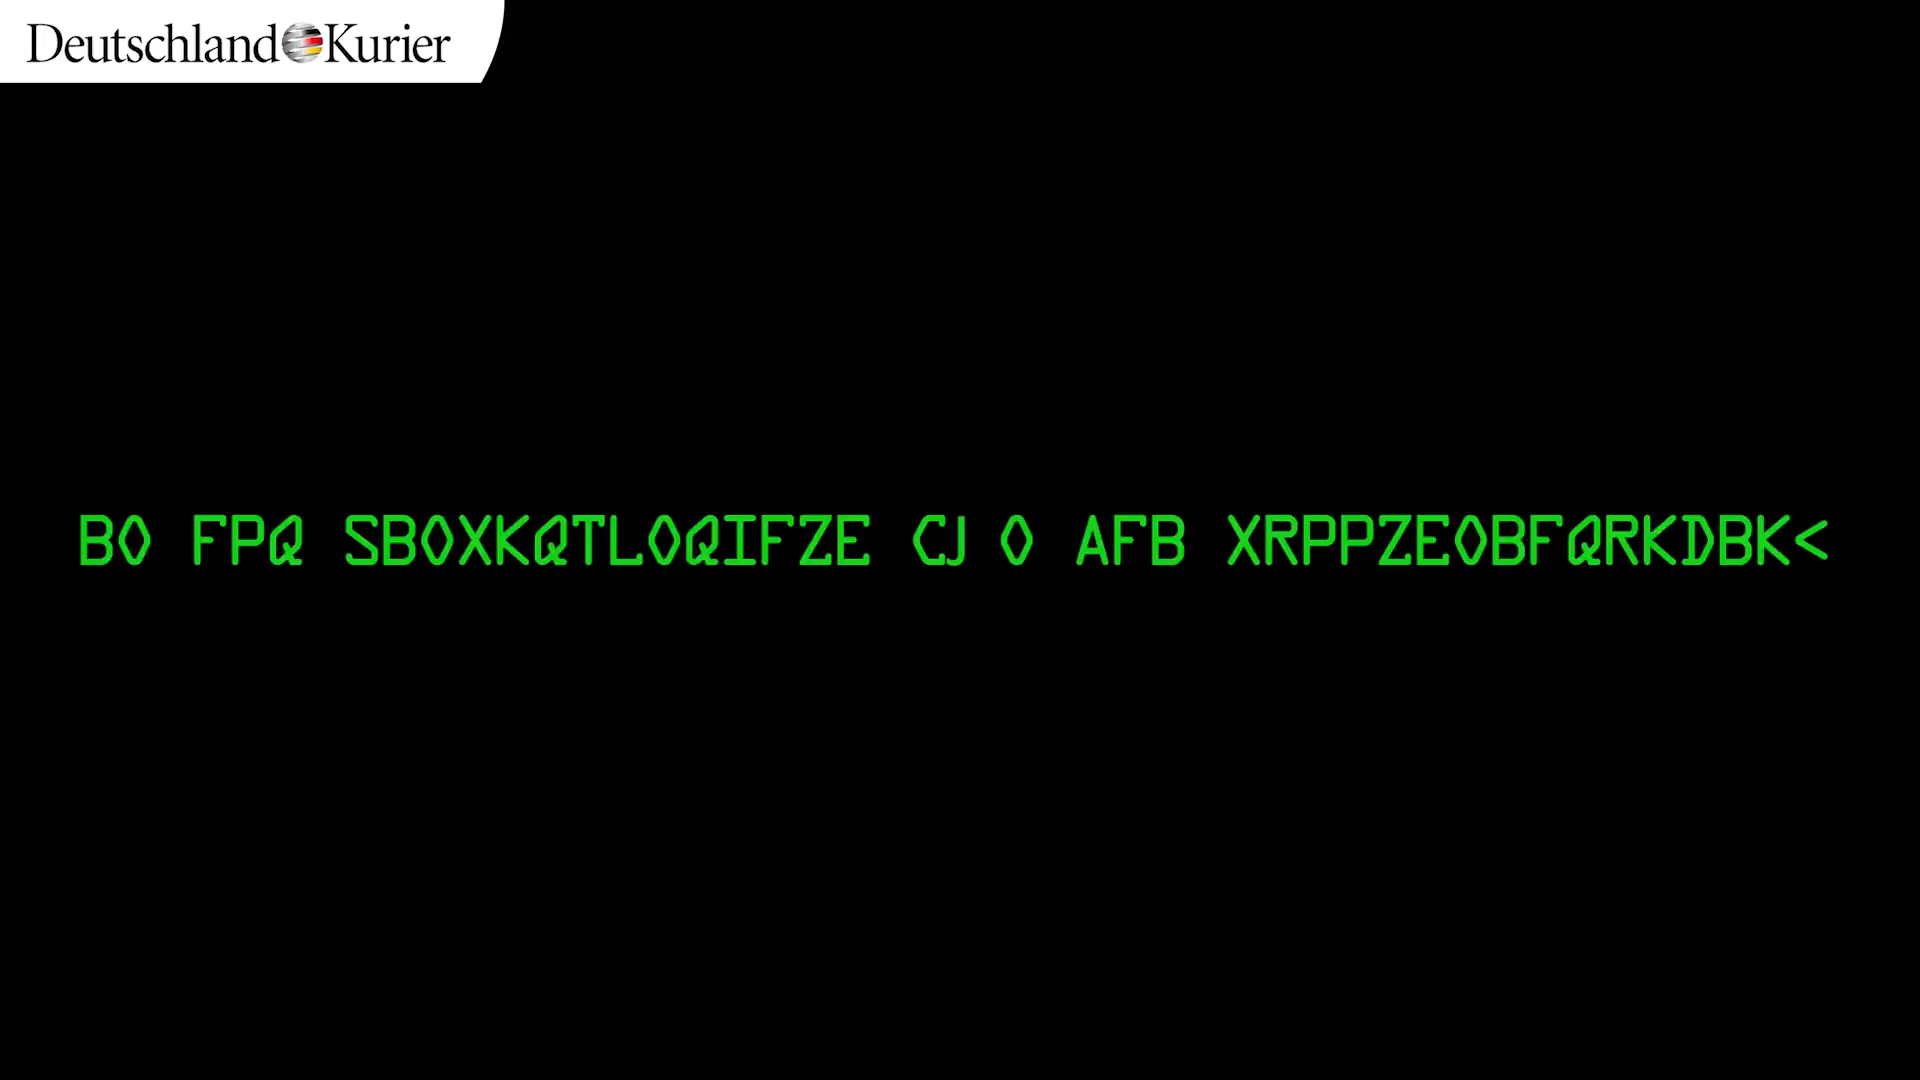 Deutschland Kurier
BO FPQ SBOXKQTLOQIFZE CJ O AFB XRPPZEOBFQRKDBK<